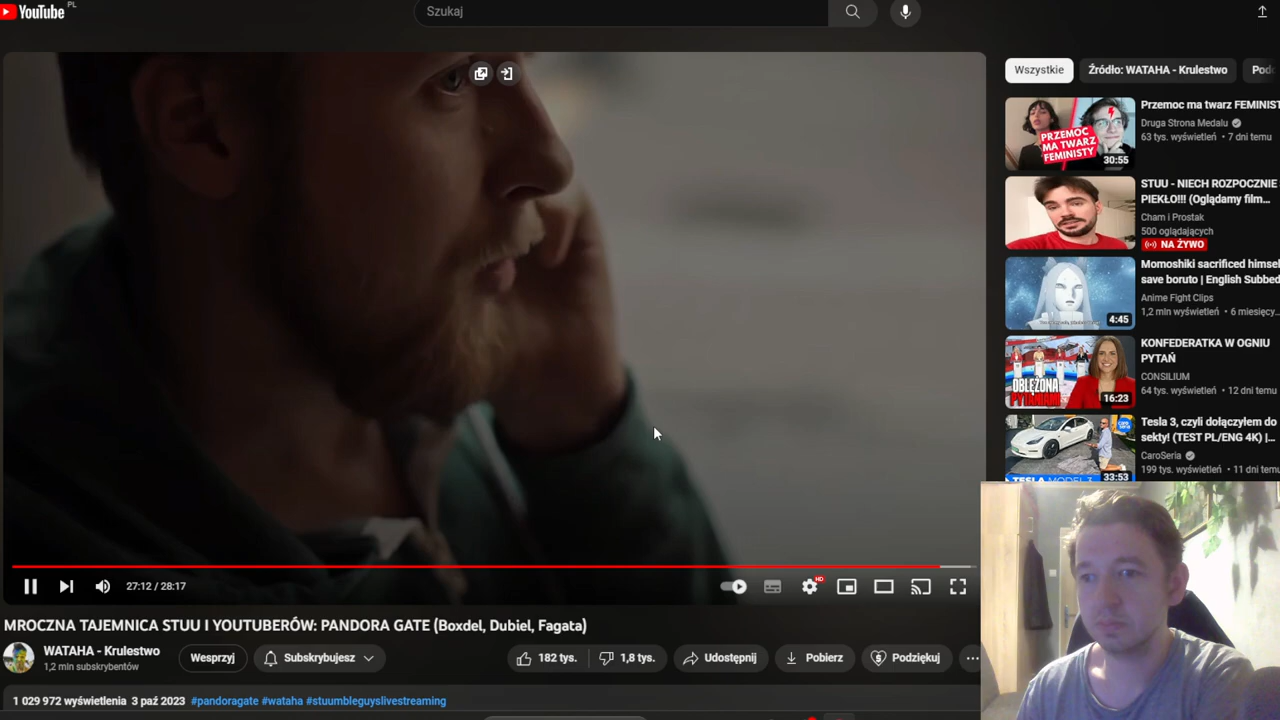 YouTube PL
Szukaj
Wszystkie
Źródło: WATAHA - Krulestwo
PRZEMOC
MA TWARZ
FEMINISTY
30:55
Przemoc ma twarz FEMINIST
Druga Strona Medalu
63 tys. wyświetleń • 7 dni temu
STUU - NIECH ROZPOCZNIE
PIEKŁO!!! (Oglądamy film...
Cham i Prostak
500 oglądających
NA ŻYWO
4:45
Momoshiki sacrificed himsel
save boruto | English Subbed
Anime Fight Clips
1,2 mln wyświetleń • 6 miesięcy...
OBLĘŻONA
PYTANIAMI
16:23
KONFEDERATKA W OGNIU
PYTAŃ
CONSILIUM
64 tys. wyświetleń • 12 dni temu
TESLA MODEL 3
33:53
Tesla 3, czyli dołączyłem do
sekty! (TEST PL/ENG 4K) |...
CaroSeria
199 tys. wyświetleń • 11 dni temu
27:12 / 28:17
HD
MROCZNA TAJEMNICA STUU I YOUTUBERÓW: PANDORA GATE (Boxdel, Dubiel, Fagata)
WATAHA - Krulestwo
1,2 mln subskrybentów
Wesprzyj
Subskrybujesz
182 tys.
1,8 tys.
Udostępnij
Pobierz
Podziękuj
1 029 972 wyświetlenia 3 paź 2023 #pandoragate #wataha #stuumbleguyslivestreaming